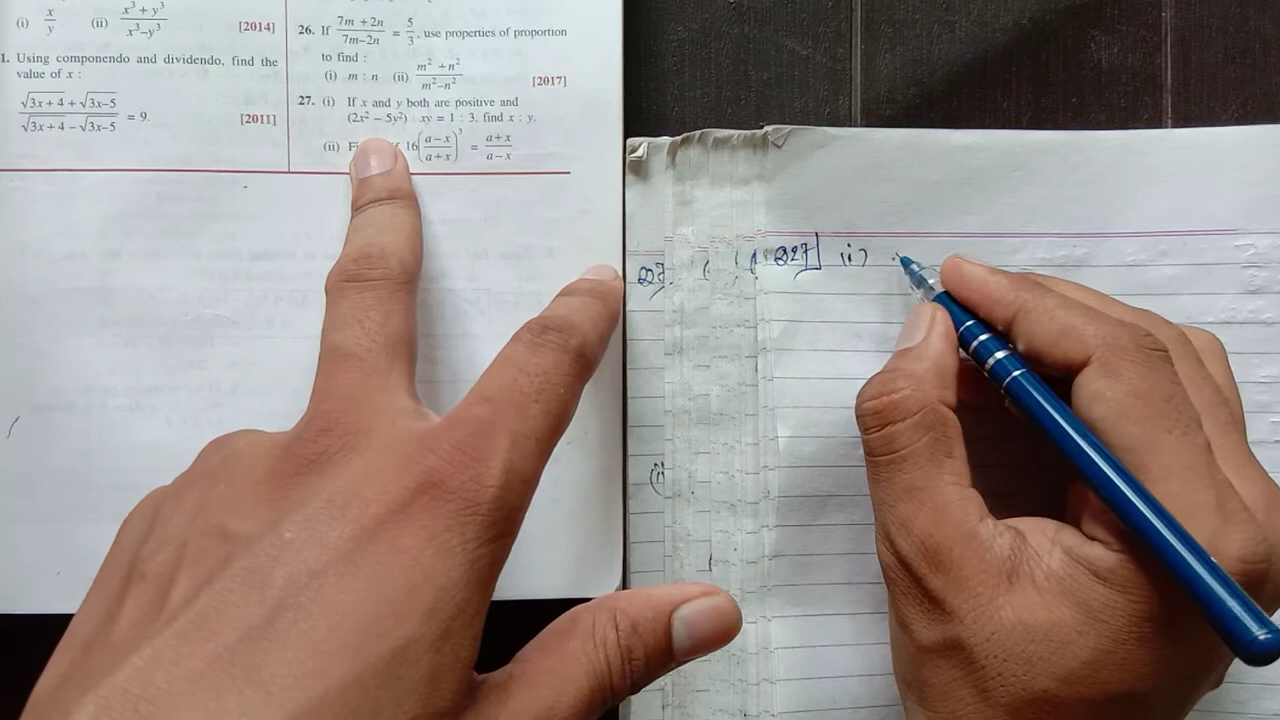 (i) x/y (ii) x³ + y³ / x³–y³ [2014]
1. Using componendo and dividendo, find the
value of x :
√3x + 4 + √3x–5 / √3x + 4 – √3x–5 = 9. [2011]
26. If 7m + 2n / 7m–2n = 5/3, use properties of proportion
to find :
(i) m : n (ii) m² + n² / m²–n² [2017]
27. (i) If x and y both are positive and
(2x² – 5y²) : xy = 1 : 3, find x : y.
(ii) 16(a – x / a + x)³ = a + x / a – x
Q27] (i)